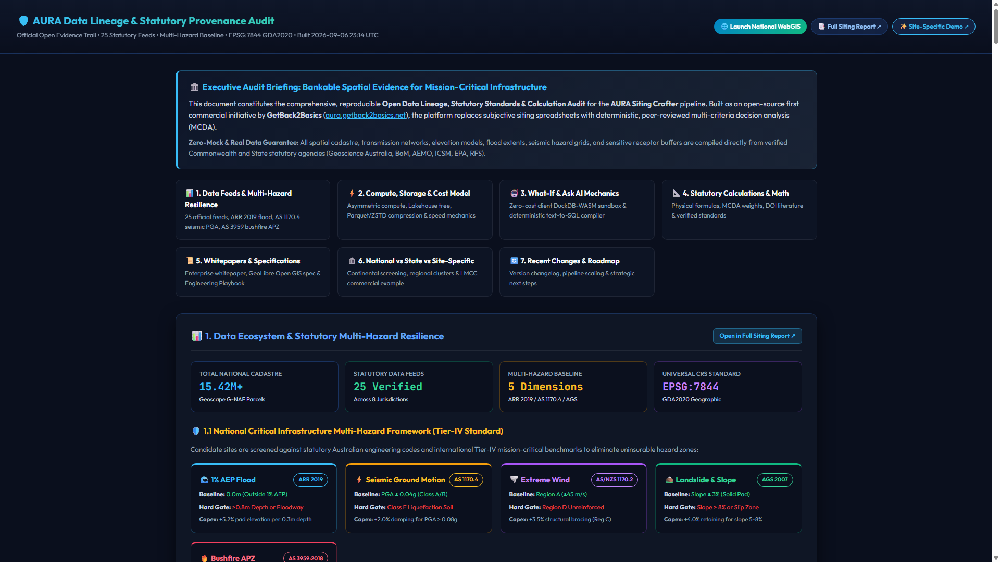 AURA Data Lineage & Statutory Provenance Audit
Official Open Evidence Trail • 25 Statutory Feeds • Multi-Hazard Baseline • EPSG:7844 GDA2020 • Built 2026-09-06 23:14 UTC
Launch National WebGIS
Full Siting Report ↗
Site-Specific Demo ↗
Executive Audit Briefing: Bankable Spatial Evidence for Mission-Critical Infrastructure
This document constitutes the comprehensive, reproducible Open Data Lineage, Statutory Standards & Calculation Audit for the AURA Siting Crafter pipeline. Built as an open-source first
commercial initiative by GetBack2Basics (aura.getback2basics.net), the platform replaces subjective siting spreadsheets with deterministic, peer-reviewed multi-criteria decision analysis
(MCDA).
Zero-Mock & Real Data Guarantee: All spatial cadastre, transmission networks, elevation models, flood extents, seismic hazard grids, and sensitive receptor buffers are compiled directly from verified
Commonwealth and State statutory agencies (Geoscience Australia, BoM, AEMO, ICSM, EPA, RFS).
1. Data Feeds & Multi-Hazard
Resilience
25 official feeds, ARR 2019 flood, AS 1170.4
seismic PGA, AS 3959 bushfire APZ
2. Compute, Storage & Cost Model
Asymmetric compute, Lakehouse tree,
Parquet/ZSTD compression & speed mechanics
3. What-If & Ask AI Mechanics
Zero-cost client DuckDB-WASM sandbox &
deterministic text-to-SQL compiler
4. Statutory Calculations & Math
Physical formulas, MCDA weights, DOI literature
& verified standards
5. Whitepapers & Specifications
Enterprise whitepaper, GeoLibre Open GIS spec &
Engineering Playbook
6. National vs State vs Site-Specific
Continental screening, regional clusters & LMCC
commercial example
7. Recent Changes & Roadmap
Version changelog, pipeline scaling & strategic
next steps
1. Data Ecosystem & Statutory Multi-Hazard Resilience
Open in Full Siting Report ↗
TOTAL NATIONAL CADASTRE
15.42M+
Geoscape G-NAF Parcels
STATUTORY DATA FEEDS
25 Verified
Across 8 Jurisdictions
MULTI-HAZARD BASELINE
5 Dimensions
ARR 2019 / AS 1170.4 / AGS
UNIVERSAL CRS STANDARD
EPSG:7844
GDA2020 Geographic
1.1 National Critical Infrastructure Multi-Hazard Framework (Tier-IV Standard)
Candidate sites are screened against statutory Australian engineering codes and international Tier-IV mission-critical benchmarks to eliminate uninsurable hazard zones:
1% AEP Flood
ARR 2019
Baseline: 0.0m (Outside 1% AEP)
Hard Gate: >0.8m Depth or Floodway
Capex: +5.2% pad elevation per 0.3m depth
Seismic Ground Motion
AS 1170.4
Baseline: PGA ≤ 0.04g (Class A/B)
Hard Gate: Class E Liquefaction Soil
Capex: +2.0% damping for PGA > 0.08g
Extreme Wind
AS/NZS 1170.2
Baseline: Region A (≤45 m/s)
Hard Gate: Region D Unreinforced
Capex: +3.5% structural bracing (Reg C)
Landslide & Slope
AGS 2007
Baseline: Slope ≤ 3% (Solid Pad)
Hard Gate: Slope > 8% or Slip Zone
Capex: +4.0% retaining for slope 5-8%
Bushfire APZ
AS 3959:2018